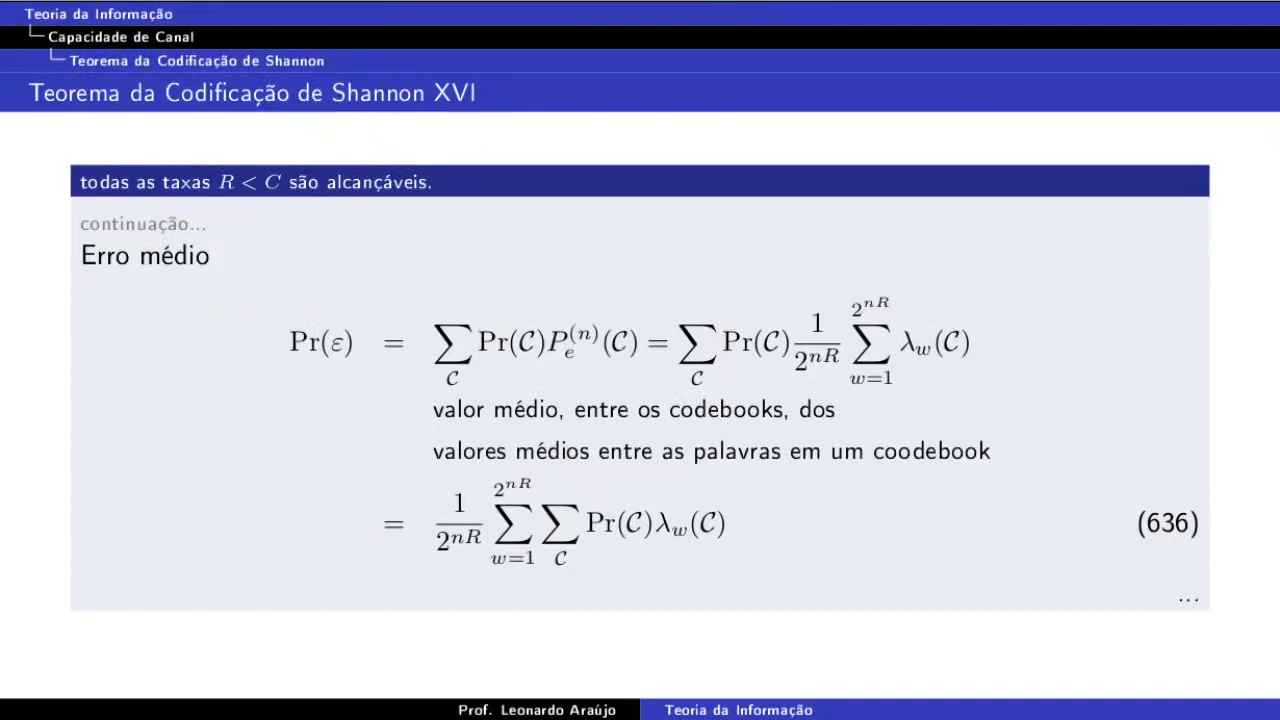 Teoria da Informação
Capacidade de Canal
Teorema da Codificação de Shannon
Teorema da Codificação de Shannon XVI
todas as taxas R < C são alcançáveis.
continuação...
Erro médio
Pr(ε) = ∑_𝒞 Pr(𝒞)P_e^{(n)}(𝒞) = ∑_𝒞 Pr(𝒞) \frac{1}{2^{nR}} ∑_{w=1}^{2^{nR}} λ_w(𝒞)
valor médio, entre os codebooks, dos
valores médios entre as palavras em um coodebook
= \frac{1}{2^{nR}} ∑_{w=1}^{2^{nR}} ∑_𝒞 Pr(𝒞)λ_w(𝒞) (636)
...
Prof. Leonardo Araújo Teoria da Informação